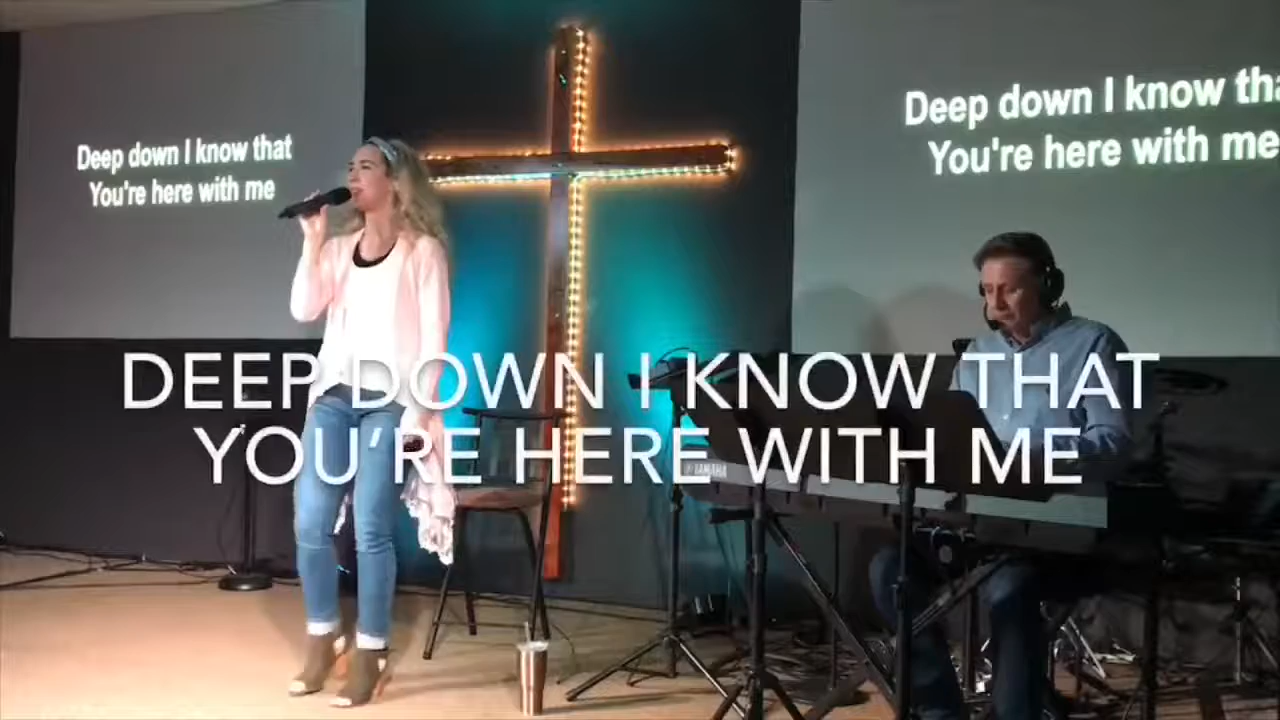 Deep down I know that
You're here with me
Deep down I know tha
You're here with me
DEEP DOWN I KNOW THAT
YOU’RE HERE WITH ME
YAMAHA